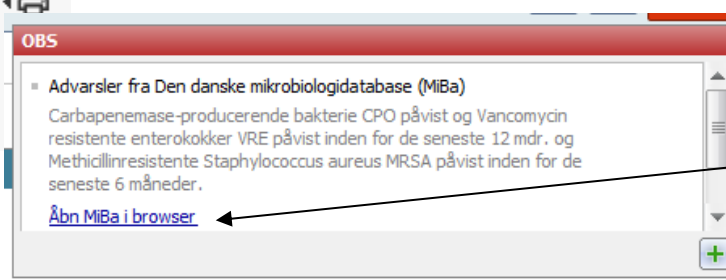 OBS
Advarsler fra Den danske mikrobiologidatabase (MiBa)
Carbapenemase-producerende bakterie CPO påvist og Vancomycin
resistente enterokokker VRE påvist inden for de seneste 12 mdr. og
Methicillinresistente Staphylococcus aureus MRSA påvist inden for de
seneste 6 måneder.
Åbn MiBa i browser